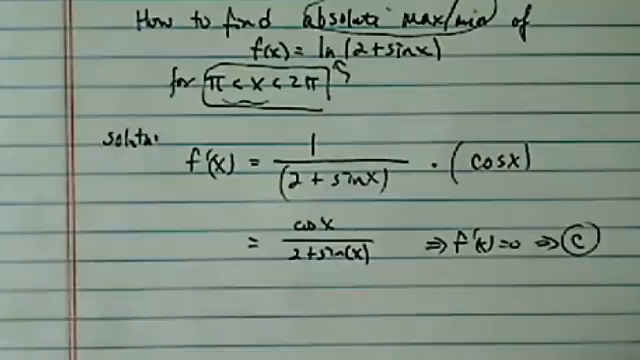 How to find absolute max/min of
f(x) = ln(2+sinx)
for π < x < 2π
f'(x) = 1/(2 + sinx) · (cosx)
= cosx/(2+sin(x)) ⇒ f'(x)=0 ⇒ c